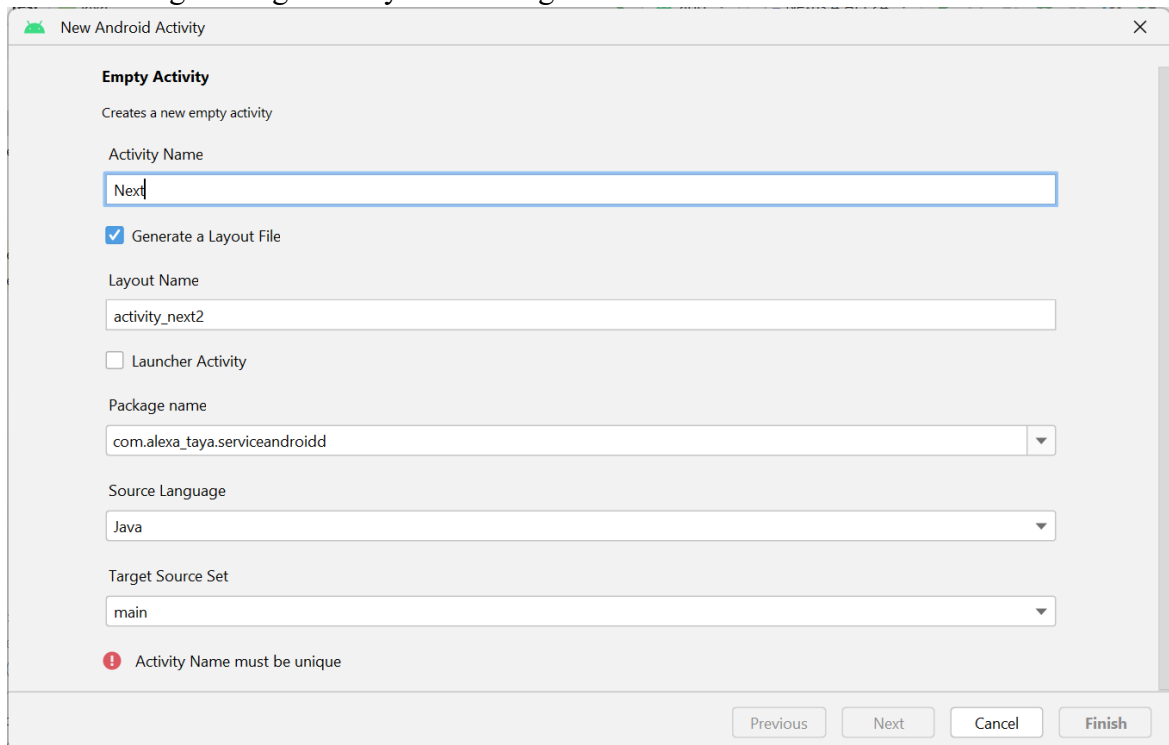 New Android Activity
Empty Activity
Creates a new empty activity
Activity Name
Next
Generate a Layout File
Layout Name
activity_next2
Launcher Activity
Package name
com.alexa_taya.serviceandroidd
Source Language
Java
Target Source Set
main
Activity Name must be unique
Previous Next Cancel Finish